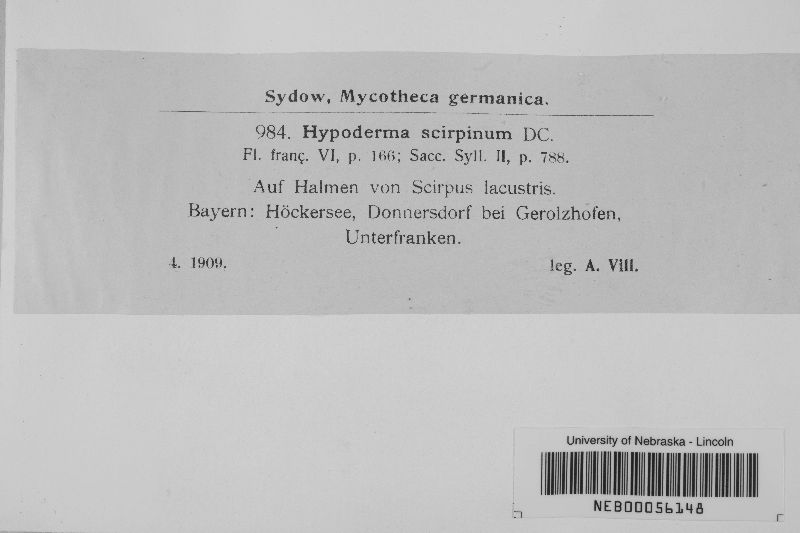 Sydow, Mycotheca germanica.
984. Hypoderma scirpinum DC.
Fl. franç. VI, p. 166; Sacc. Syll. II, p. 788.
Auf Halmen von Scirpus lacustris.
Bayern: Höckersee, Donnersdorf bei Gerolzhofen,
Unterfranken.
4. 1909. leg. A. Vill.
University of Nebraska - Lincoln
NEB00056148